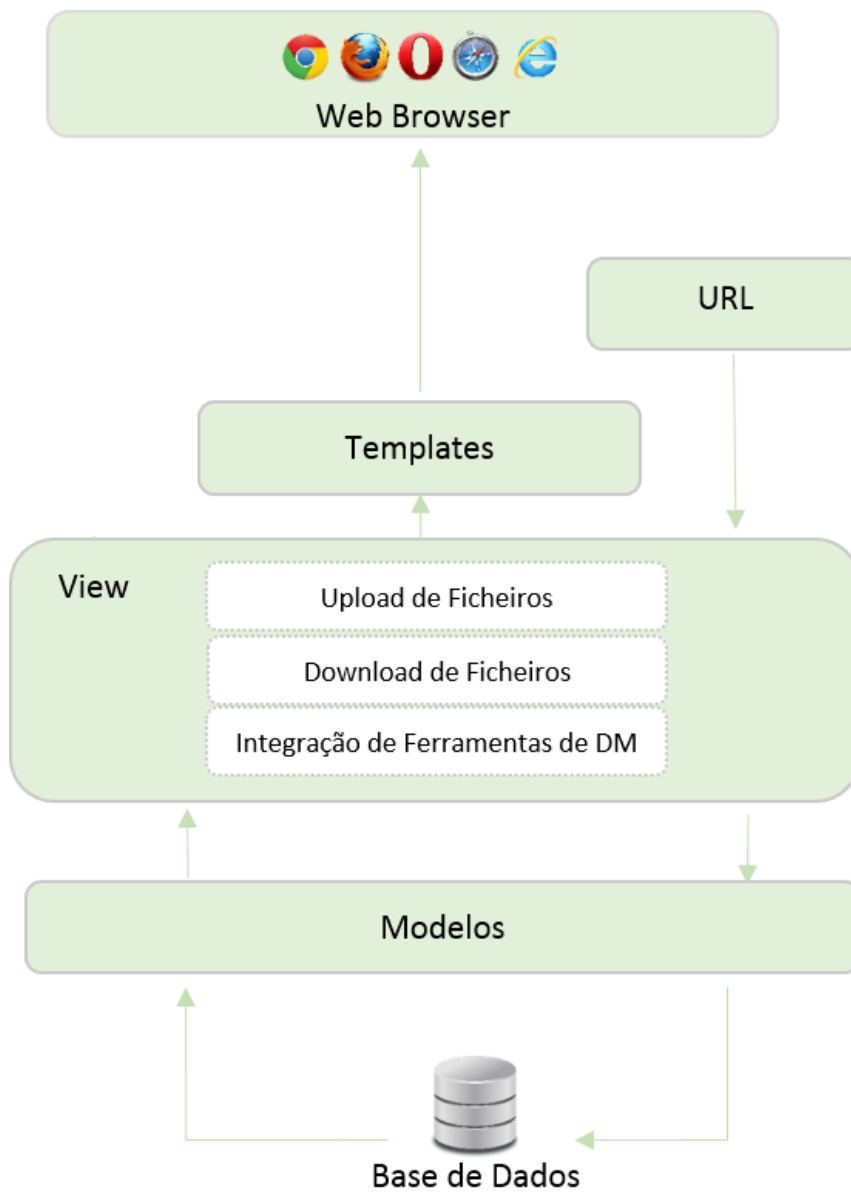 Web Browser
URL
Templates
View
Upload de Ficheiros
Download de Ficheiros
Integração de Ferramentas de DM
Modelos
Base de Dados